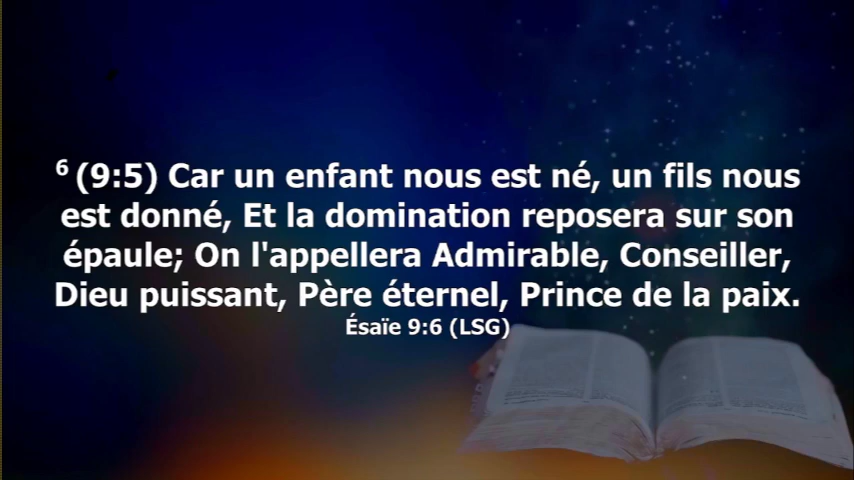 6 (9:5) Car un enfant nous est né, un fils nous
est donné, Et la domination reposera sur son
épaule; On l'appellera Admirable, Conseiller,
Dieu puissant, Père éternel, Prince de la paix.
Ésaïe 9:6 (LSG)